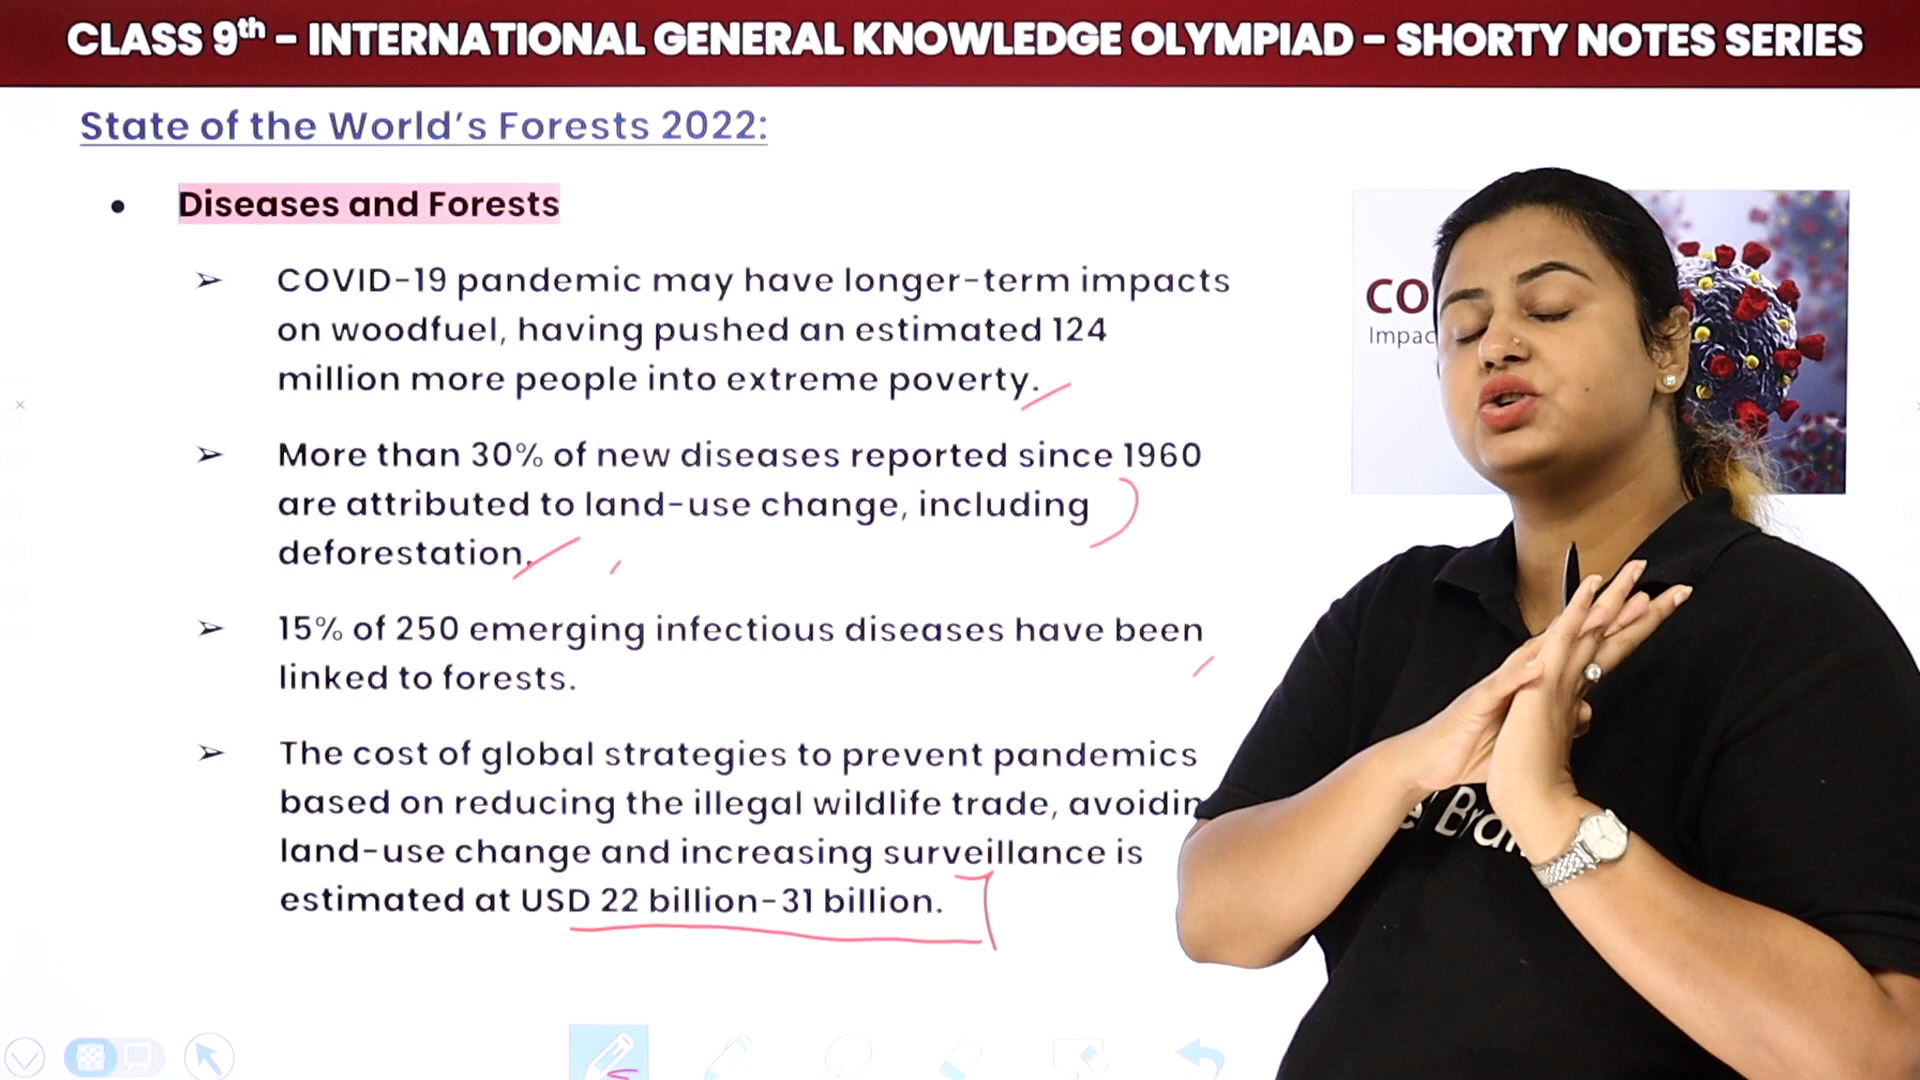 CLASS 9th - INTERNATIONAL GENERAL KNOWLEDGE OLYMPIAD - SHORTY NOTES SERIES
State of the World's Forests 2022:
• Diseases and Forests
➢ COVID-19 pandemic may have longer-term impacts
on woodfuel, having pushed an estimated 124
million more people into extreme poverty.
➢ More than 30% of new diseases reported since 1960
are attributed to land-use change, including
deforestation.
➢ 15% of 250 emerging infectious diseases have been
linked to forests.
➢ The cost of global strategies to prevent pandemics
based on reducing the illegal wildlife trade, avoidin
land-use change and increasing surveillance is
estimated at USD 22 billion-31 billion.
CO
Impac